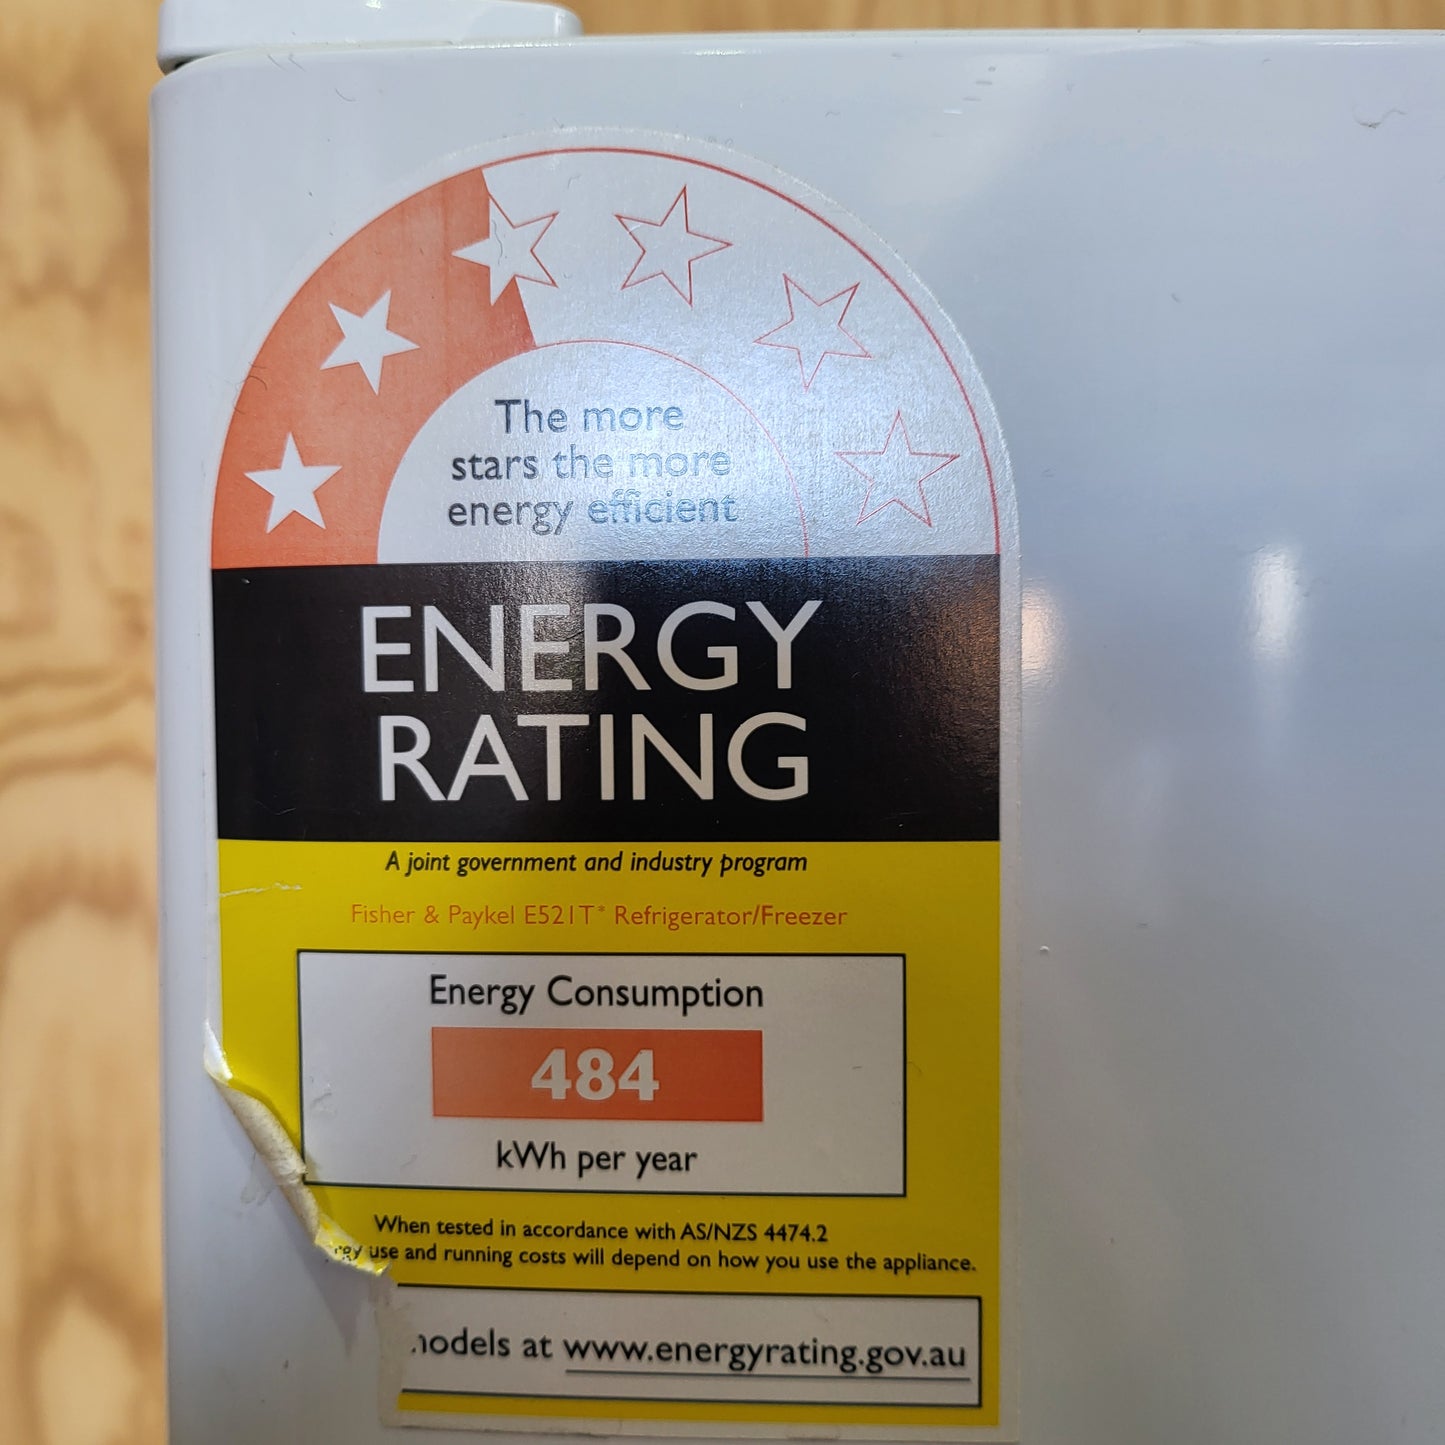 The more
stars the more
energy efficient
ENERGY
RATING
A joint government and industry program
Fisher & Paykel E521T* Refrigerator/Freezer
Energy Consumption
484
kWh per year
When tested in accordance with AS/NZS 4474.2
use and running costs will depend on how you use the appliance.
at www.energyrating.gov.au